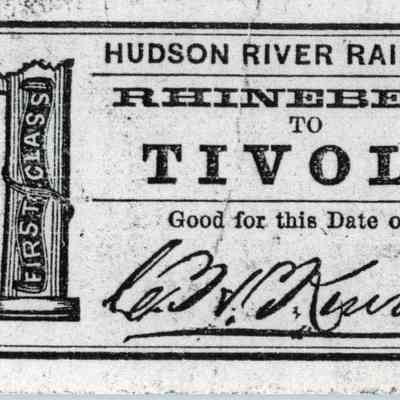 HUDSON RIVER RAI
RHINEBE
TO
TIVOL
Good for this Date o
FIRST CLASS